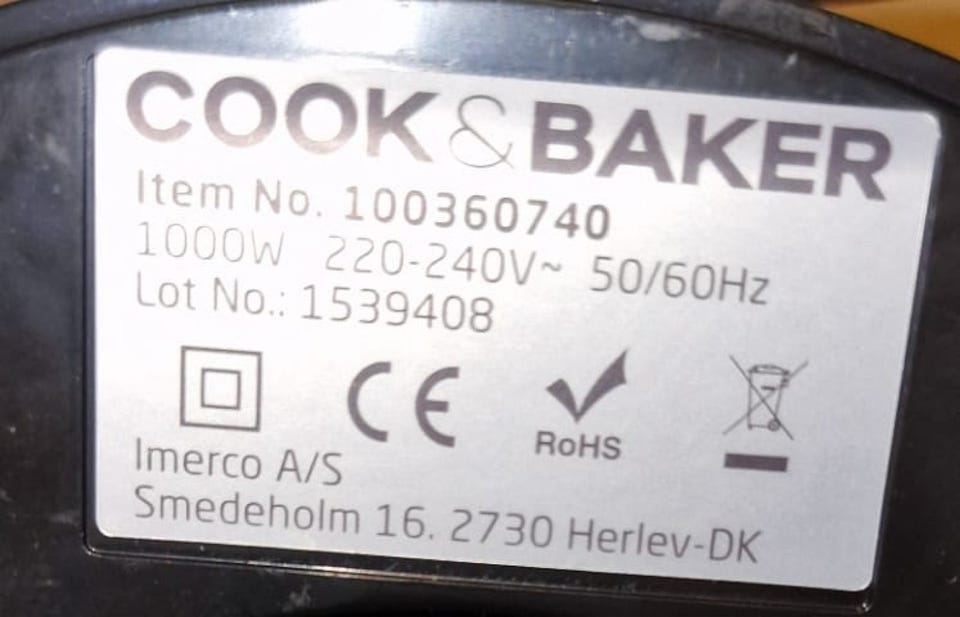 COOK&BAKER
Item No. 100360740
1000W 220-240V~ 50/60Hz
Lot No.: 1539408
CE
RoHS
Imerco A/S
Smedeholm 16. 2730 Herlev-DK